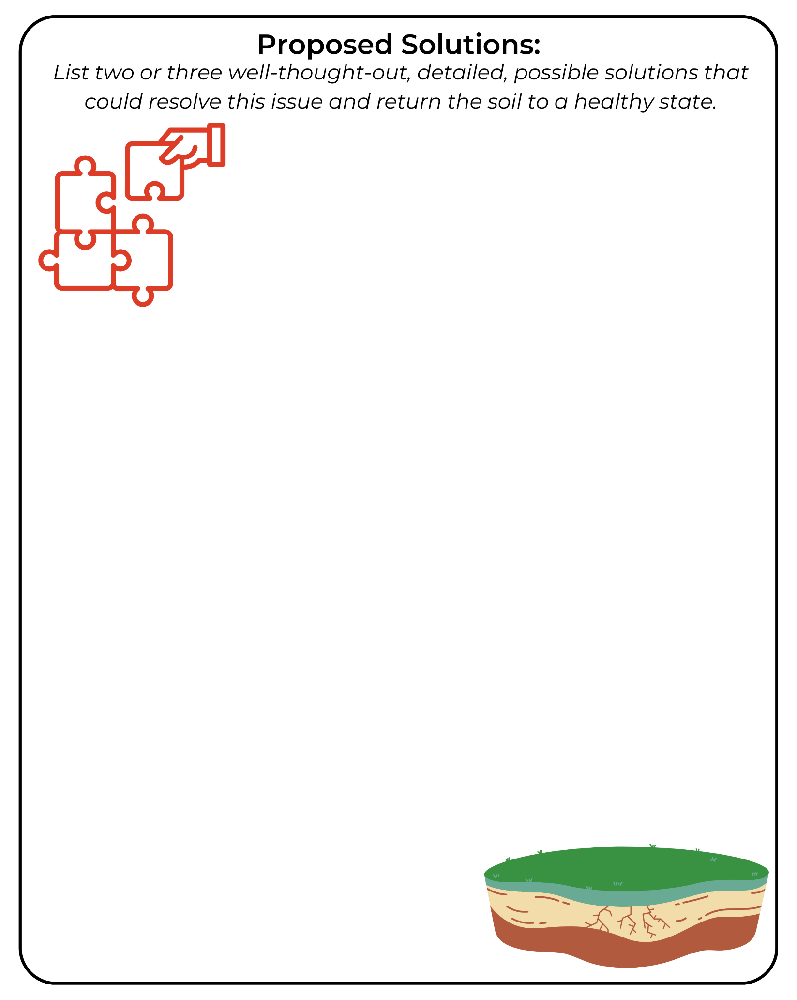 Proposed Solutions:
List two or three well-thought-out, detailed, possible solutions that
could resolve this issue and return the soil to a healthy state.